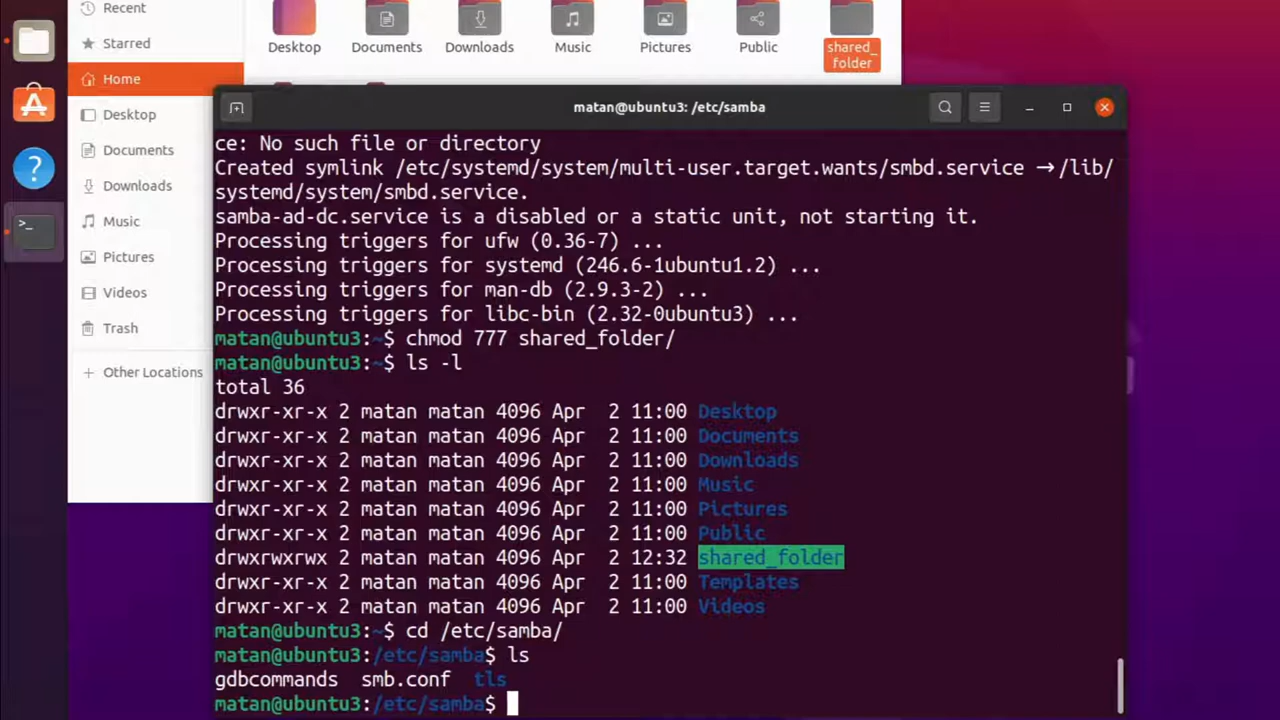 Recent
Starred
Home
Desktop
Documents
Downloads
Music
Pictures
Videos
Trash
Other Locations
Desktop
Documents
Downloads
Music
Pictures
Public
shared_
folder
matan@ubuntu3: /etc/samba
ce: No such file or directory
Created symlink /etc/systemd/system/multi-user.target.wants/smbd.service → /lib/
systemd/system/smbd.service.
samba-ad-dc.service is a disabled or a static unit, not starting it.
Processing triggers for ufw (0.36-7) ...
Processing triggers for systemd (246.6-1ubuntu1.2) ...
Processing triggers for man-db (2.9.3-2) ...
Processing triggers for libc-bin (2.32-0ubuntu3) ...
matan@ubuntu3:~$ chmod 777 shared_folder/
matan@ubuntu3:~$ ls -l
total 36
drwxr-xr-x 2 matan matan 4096 Apr  2 11:00 Desktop
drwxr-xr-x 2 matan matan 4096 Apr  2 11:00 Documents
drwxr-xr-x 2 matan matan 4096 Apr  2 11:00 Downloads
drwxr-xr-x 2 matan matan 4096 Apr  2 11:00 Music
drwxr-xr-x 2 matan matan 4096 Apr  2 11:00 Pictures
drwxr-xr-x 2 matan matan 4096 Apr  2 11:00 Public
drwxrwxrwx 2 matan matan 4096 Apr  2 12:32 shared_folder
drwxr-xr-x 2 matan matan 4096 Apr  2 11:00 Templates
drwxr-xr-x 2 matan matan 4096 Apr  2 11:00 Videos
matan@ubuntu3:~$ cd /etc/samba/
matan@ubuntu3:/etc/samba$ ls
gdbcommands  smb.conf  tls
matan@ubuntu3:/etc/samba$